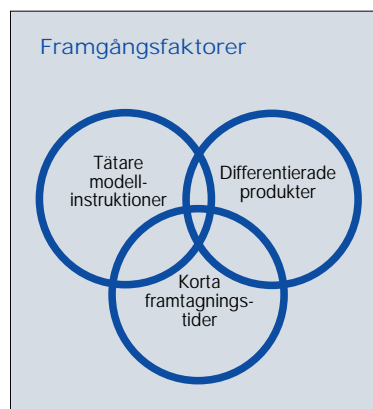 Framgångsfaktorer
Tätare
modell-
instruktioner
Differentierade
produkter
Korta
framtagnings-
tider